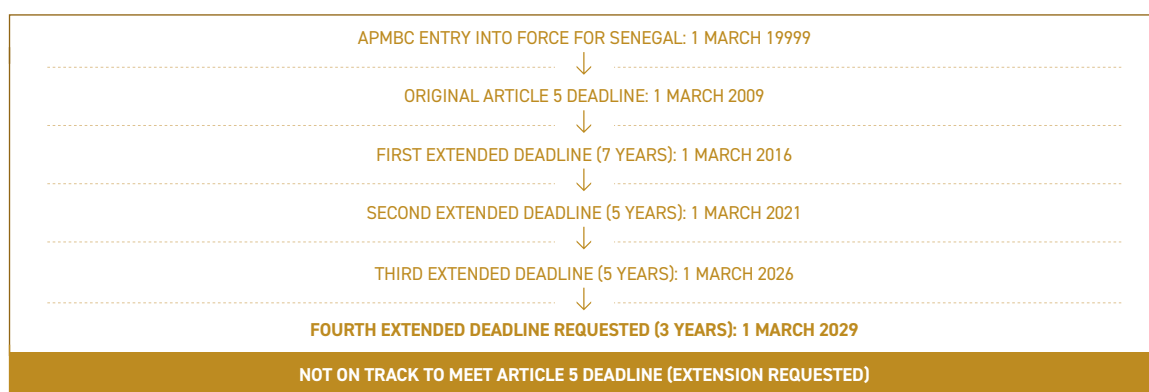 APMBC ENTRY INTO FORCE FOR SENEGAL: 1 MARCH 19999
ORIGINAL ARTICLE 5 DEADLINE: 1 MARCH 2009
FIRST EXTENDED DEADLINE (7 YEARS): 1 MARCH 2016
SECOND EXTENDED DEADLINE (5 YEARS): 1 MARCH 2021
THIRD EXTENDED DEADLINE (5 YEARS): 1 MARCH 2026
FOURTH EXTENDED DEADLINE REQUESTED (3 YEARS): 1 MARCH 2029
NOT ON TRACK TO MEET ARTICLE 5 DEADLINE (EXTENSION REQUESTED)